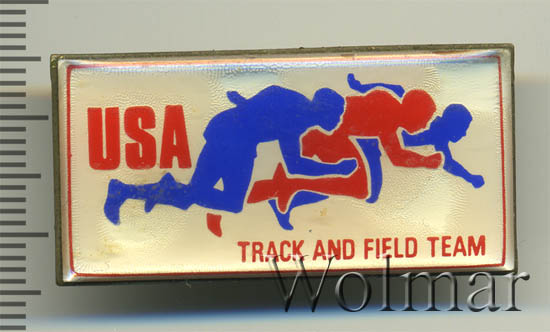 USA
TRACK AND FIELD TEAM
Wolmar